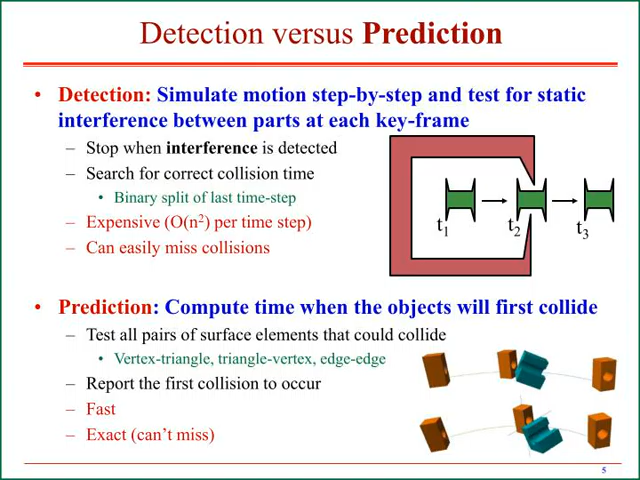 Detection versus Prediction
• Detection: Simulate motion step-by-step and test for static
interference between parts at each key-frame
– Stop when interference is detected
– Search for correct collision time
• Binary split of last time-step
– Expensive (O(n²) per time step)
– Can easily miss collisions
t₁ t₂ t₃
• Prediction: Compute time when the objects will first collide
– Test all pairs of surface elements that could collide
• Vertex-triangle, triangle-vertex, edge-edge
– Report the first collision to occur
– Fast
– Exact (can’t miss)
5